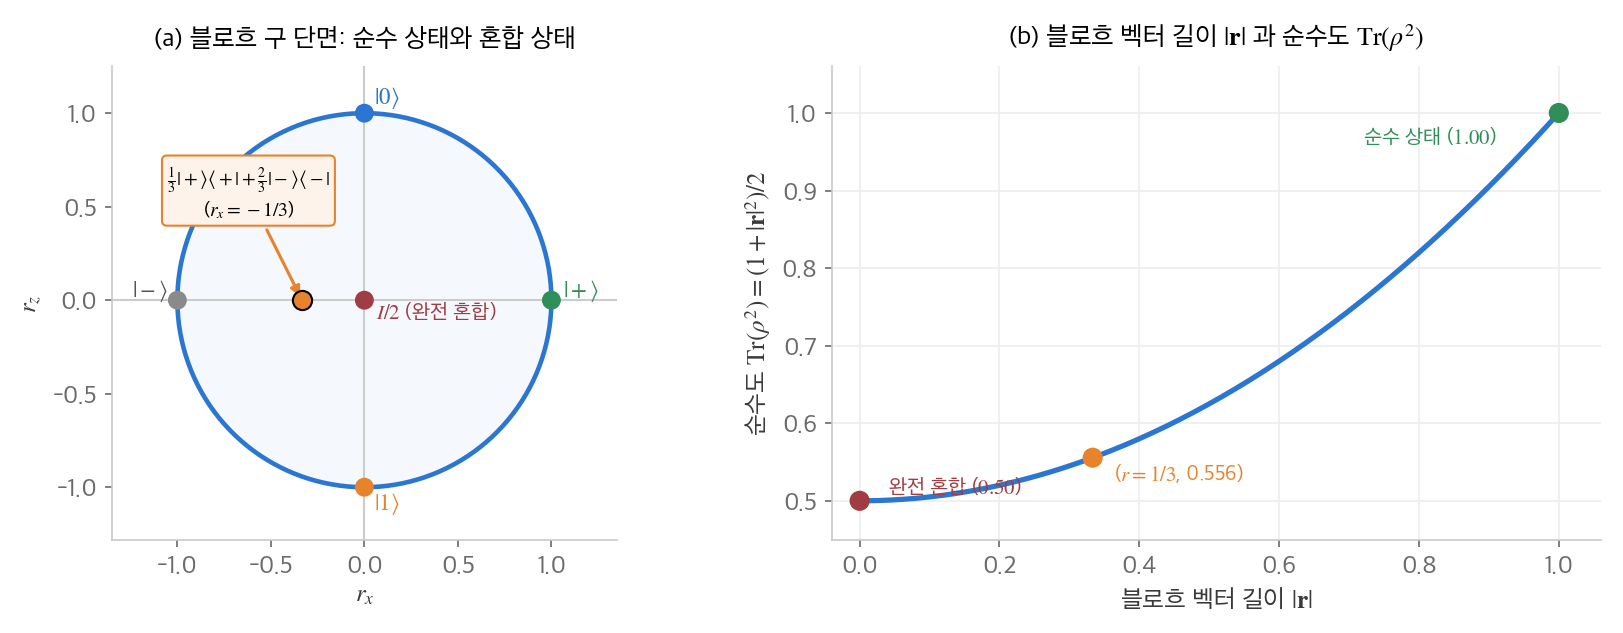 (a) 블로흐 구 단면: 순수 상태와 혼합 상태
1.0
0.5
0.0
-0.5
-1.0
r_z
|0⟩
1/3|+⟩⟨+|+2/3|−⟩⟨−|
(r_x = −1/3)
|−⟩
I/2 (완전 혼합)
|+⟩
|1⟩
-1.0 -0.5 0.0 0.5 1.0
r_x
(b) 블로흐 벡터 길이 |r| 과 순수도 Tr(ρ²)
순수도 Tr(ρ²) = (1 + |r|²)/2
1.0
0.9
0.8
0.7
0.6
0.5
순수 상태 (1.00)
완전 혼합 (0.50)
(r = 1/3, 0.556)
0.0 0.2 0.4 0.6 0.8 1.0
블로흐 벡터 길이 |r|